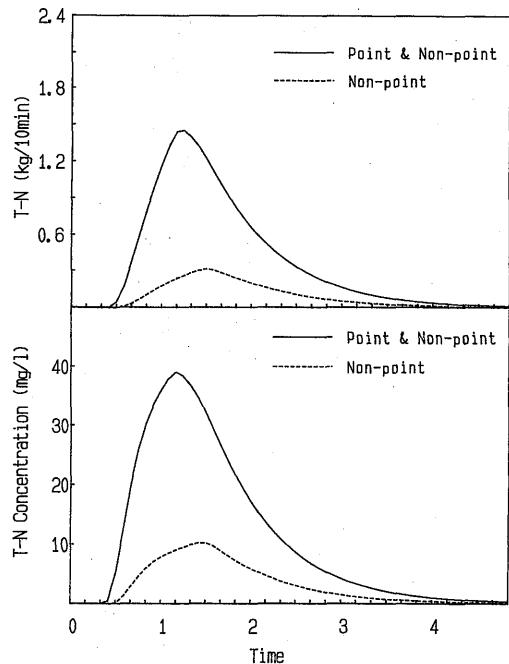 2.4
Point & Non-point
Non-point
1.8
1.2
0.6
T-N (kg/10min)
Point & Non-point
Non-point
40
30
20
10
T-N Concentration (mg/l)
0 1 2 3 4
Time